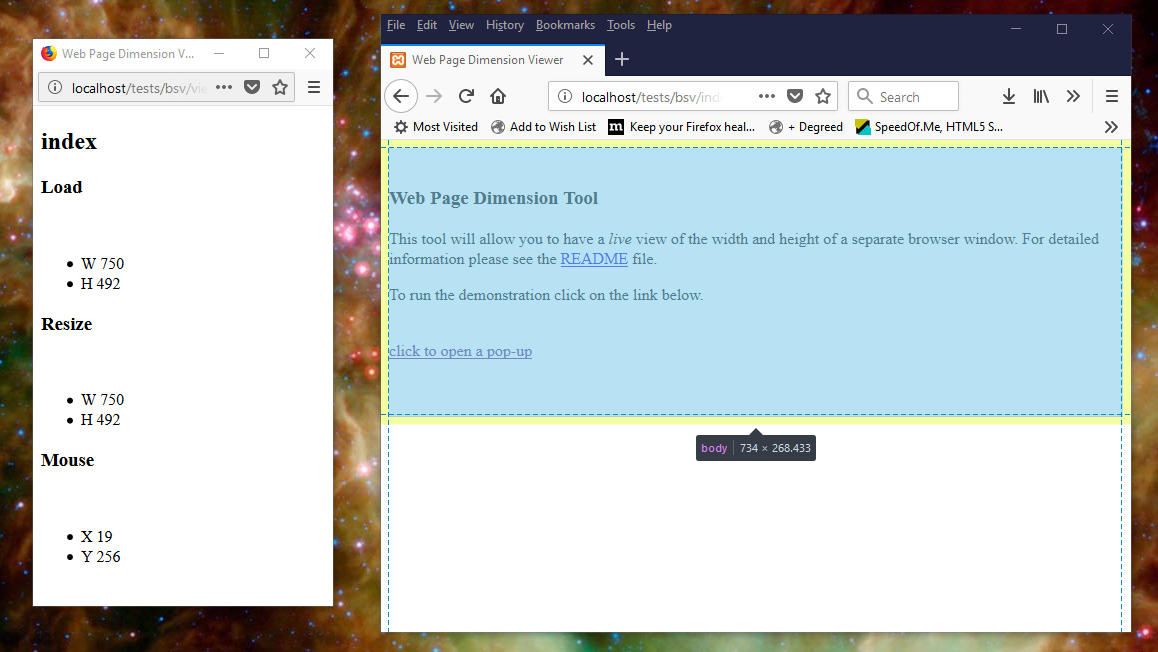 Web Page Dimension V...
localhost/tests/bsv/vie
index
Load
W 750
H 492
Resize
W 750
H 492
Mouse
X 19
Y 256
File Edit View History Bookmarks Tools Help
Web Page Dimension Viewer
localhost/tests/bsv/inde
Search
Most Visited Add to Wish List Keep your Firefox heal... + Degreed SpeedOf.Me, HTML5 S...
Web Page Dimension Tool
This tool will allow you to have a live view of the width and height of a separate browser window. For detailed
information please see the README file.
To run the demonstration click on the link below.
click to open a pop-up
body 734 × 268.433